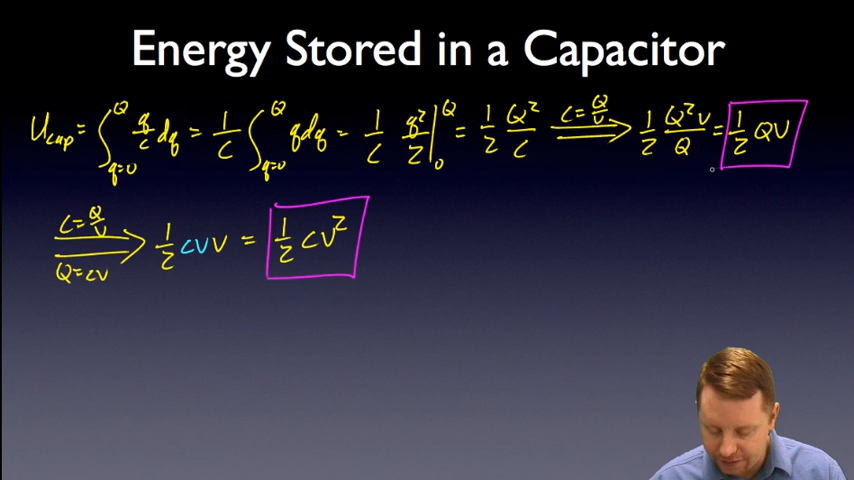 Energy Stored in a Capacitor
U_cap = ∫_{q=0}^{Q} q/C dq = 1/C ∫_{q=0}^{Q} q dq = 1/C q²/2 |_0^Q = 1/2 Q²/C ⟹ (C=Q/V) 1/2 Q²V/Q = 1/2 QV
C=Q/V ⟹ Q=CV 1/2 CVV = 1/2 CV²